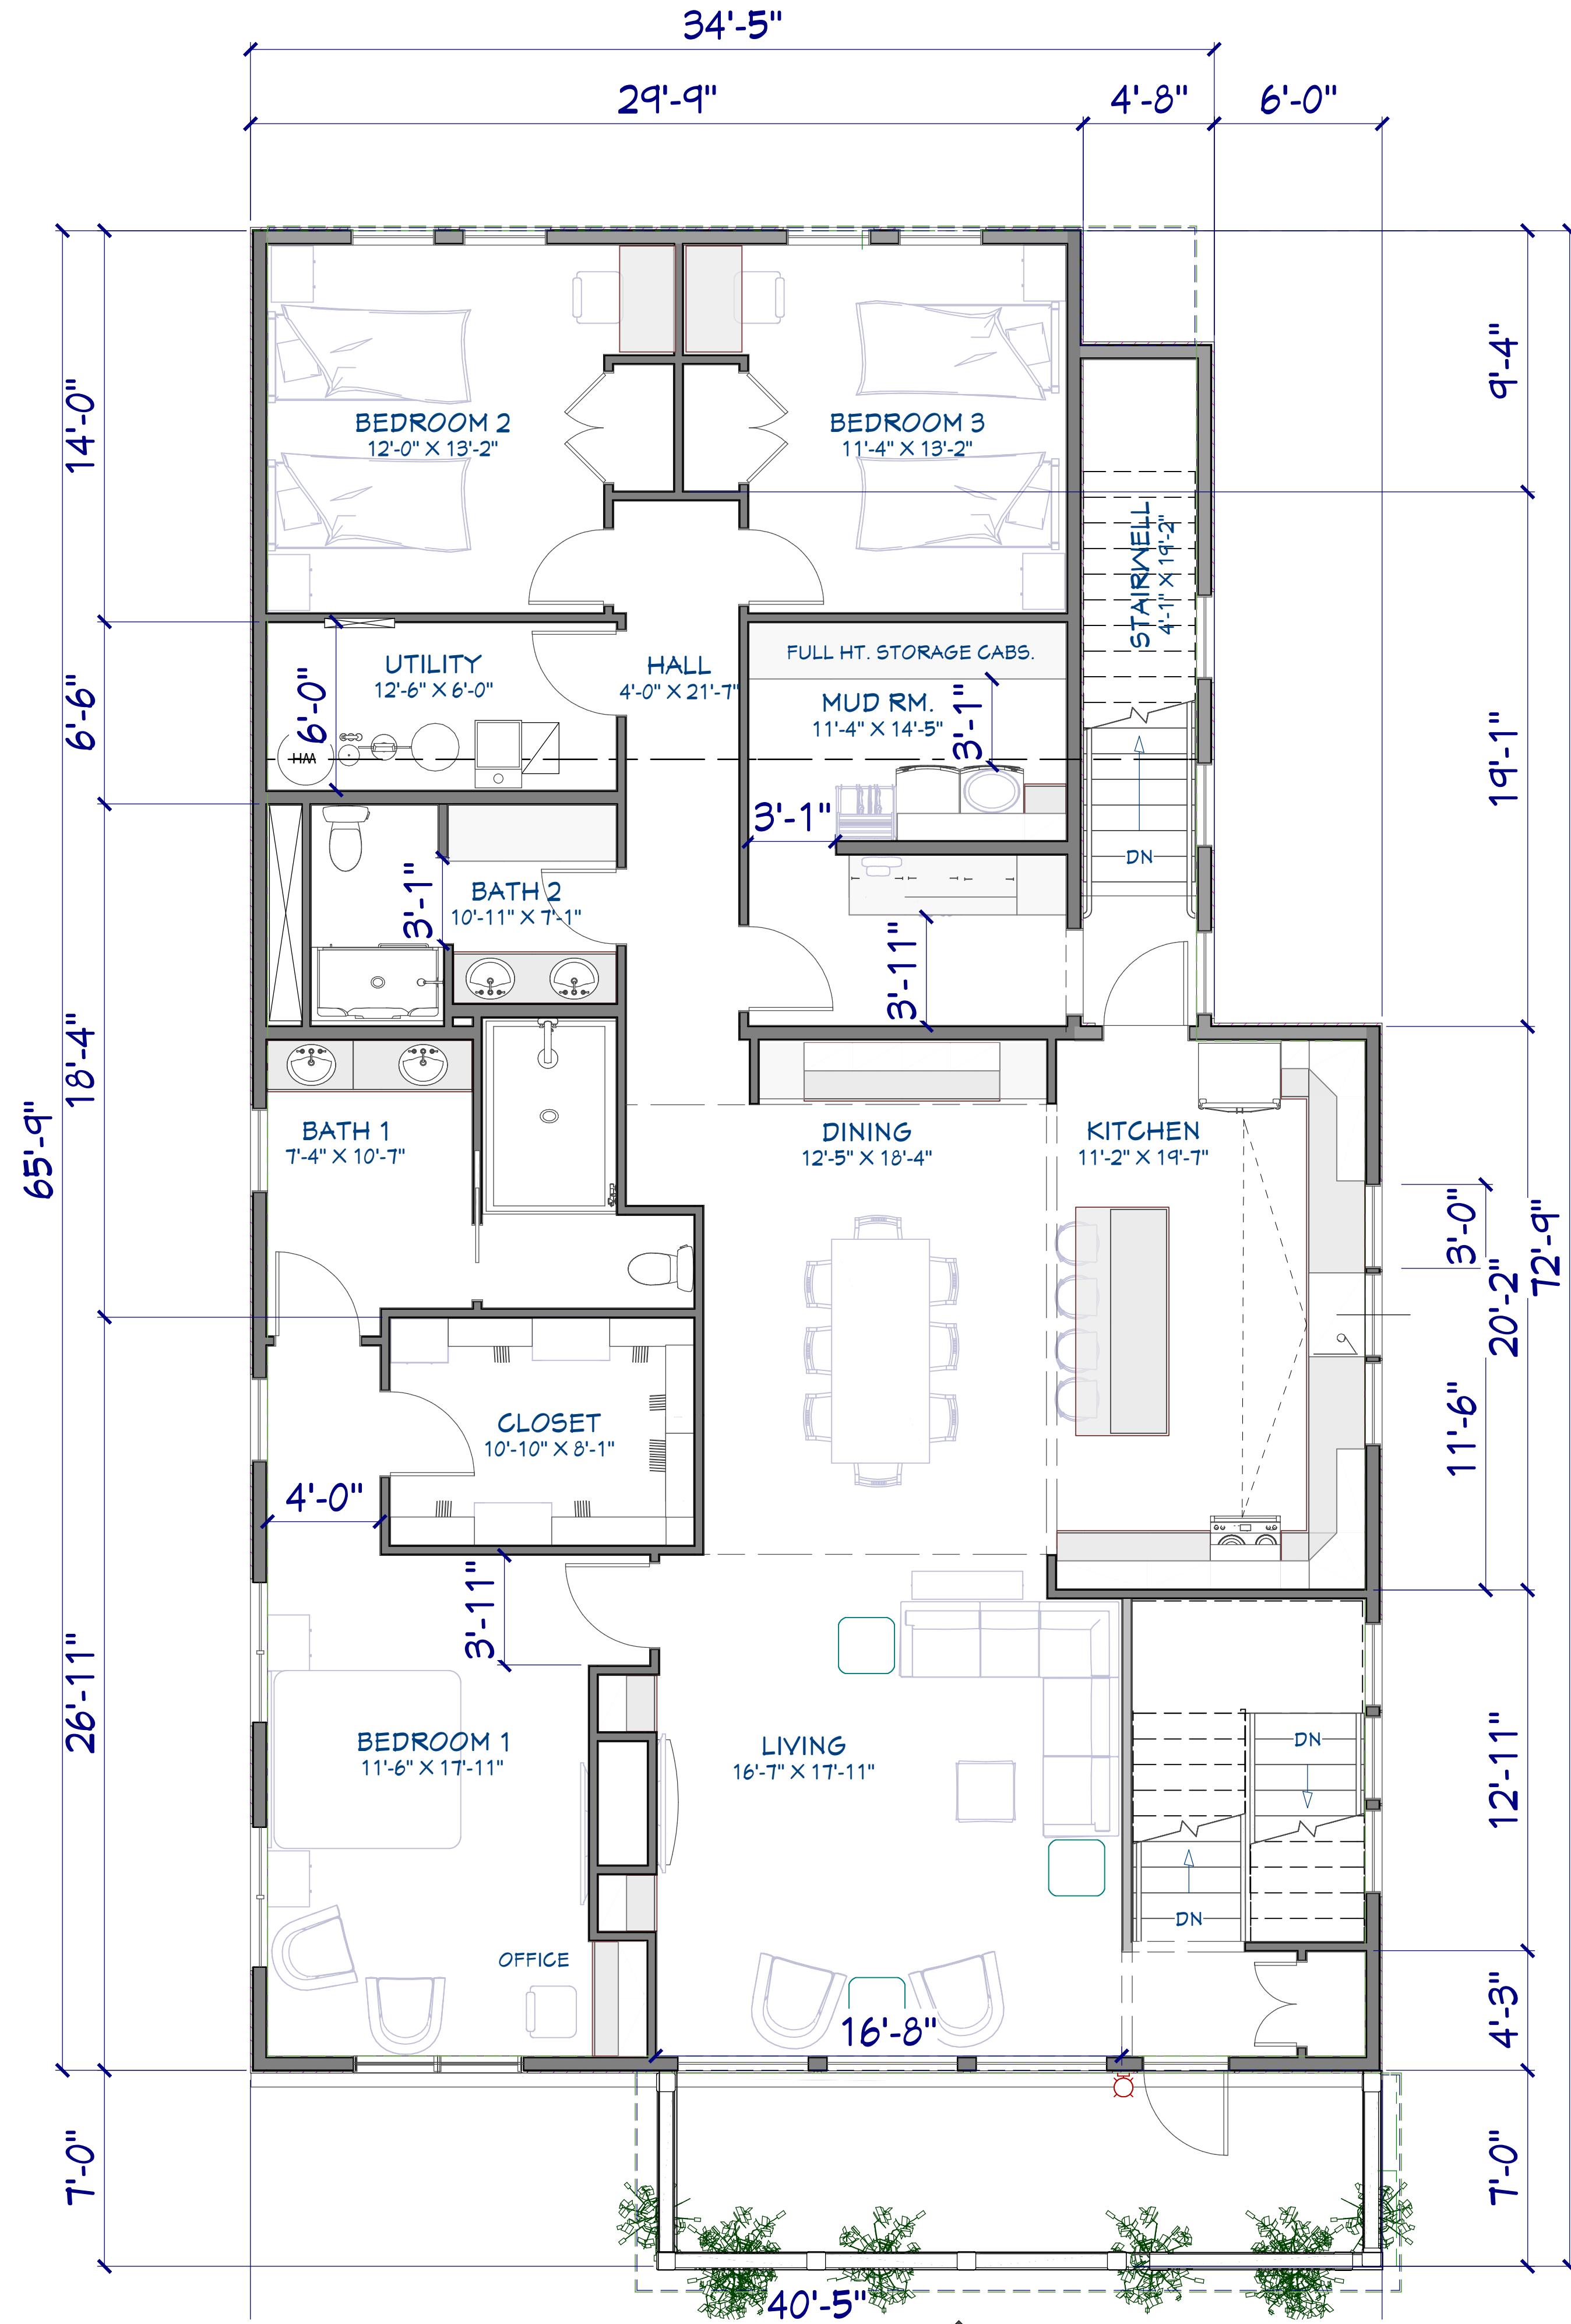 34'-5"
29'-9"
4'-8"
6'-0"
14'-0"
9'-4"
BEDROOM 2
12'-0" X 13'-2"
BEDROOM 3
11'-4" X 13'-2"
STAIRWELL
4'-1" X 19'-2"
6'-6"
UTILITY
12'-6" X 6'-0"
6'-0"
HW
HALL
4'-0" X 21'-7"
FULL HT. STORAGE CABS.
MUD RM.
11'-4" X 14'-5"
3'-1"
19'-1"
3'-1"
DN
BATH 2
10'-11" X 7'-1"
3'-1"
3'-11"
18'-4"
65'-9"
BATH 1
7'-4" X 10'-7"
DINING
12'-5" X 18'-4"
KITCHEN
11'-2" X 19'-7"
3'-0"
20'-2"
72'-9"
11'-6"
CLOSET
10'-10" X 8'-1"
4'-0"
3'-11"
26'-11"
BEDROOM 1
11'-6" X 17'-11"
LIVING
16'-7" X 17'-11"
DN
12'-11"
DN
OFFICE
16'-8"
4'-3"
7'-0"
7'-0"
40'-5"